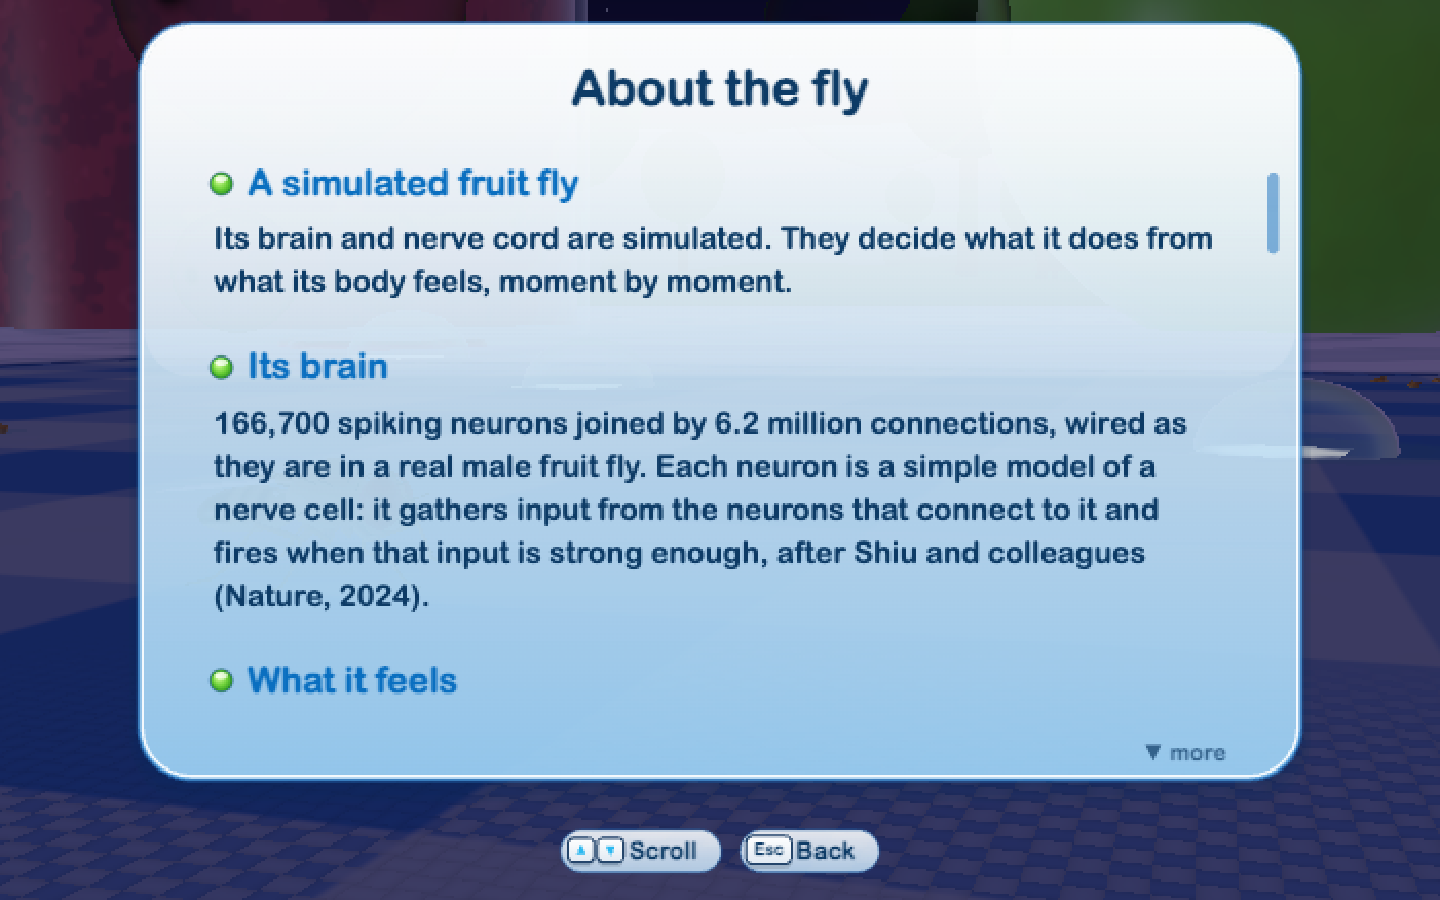 About the fly
A simulated fruit fly
Its brain and nerve cord are simulated. They decide what it does from
what its body feels, moment by moment.
Its brain
166,700 spiking neurons joined by 6.2 million connections, wired as
they are in a real male fruit fly. Each neuron is a simple model of a
nerve cell: it gathers input from the neurons that connect to it and
fires when that input is strong enough, after Shiu and colleagues
(Nature, 2024).
What it feels
▼ more
▲ ▼ Scroll
Esc Back